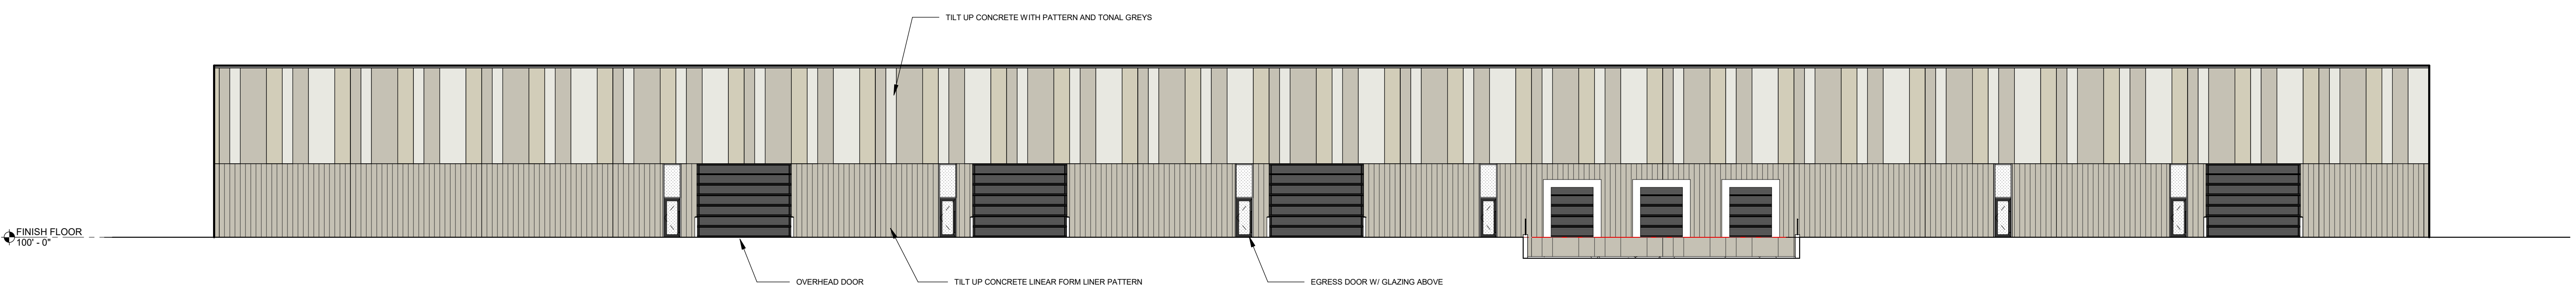 TILT UP CONCRETE WITH PATTERN AND TONAL GREYS
FINISH FLOOR
100' - 0"
OVERHEAD DOOR
TILT UP CONCRETE LINEAR FORM LINER PATTERN
EGRESS DOOR W/ GLAZING ABOVE